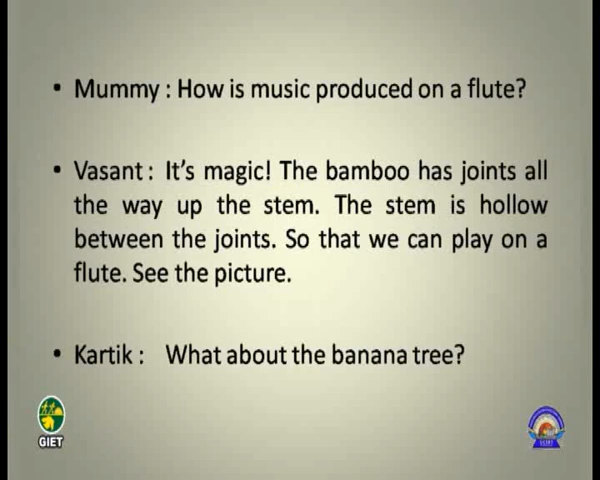 • Mummy : How is music produced on a flute?
• Vasant : It's magic! The bamboo has joints all
the way up the stem. The stem is hollow
between the joints. So that we can play on a
flute. See the picture.
• Kartik : What about the banana tree?
GIET